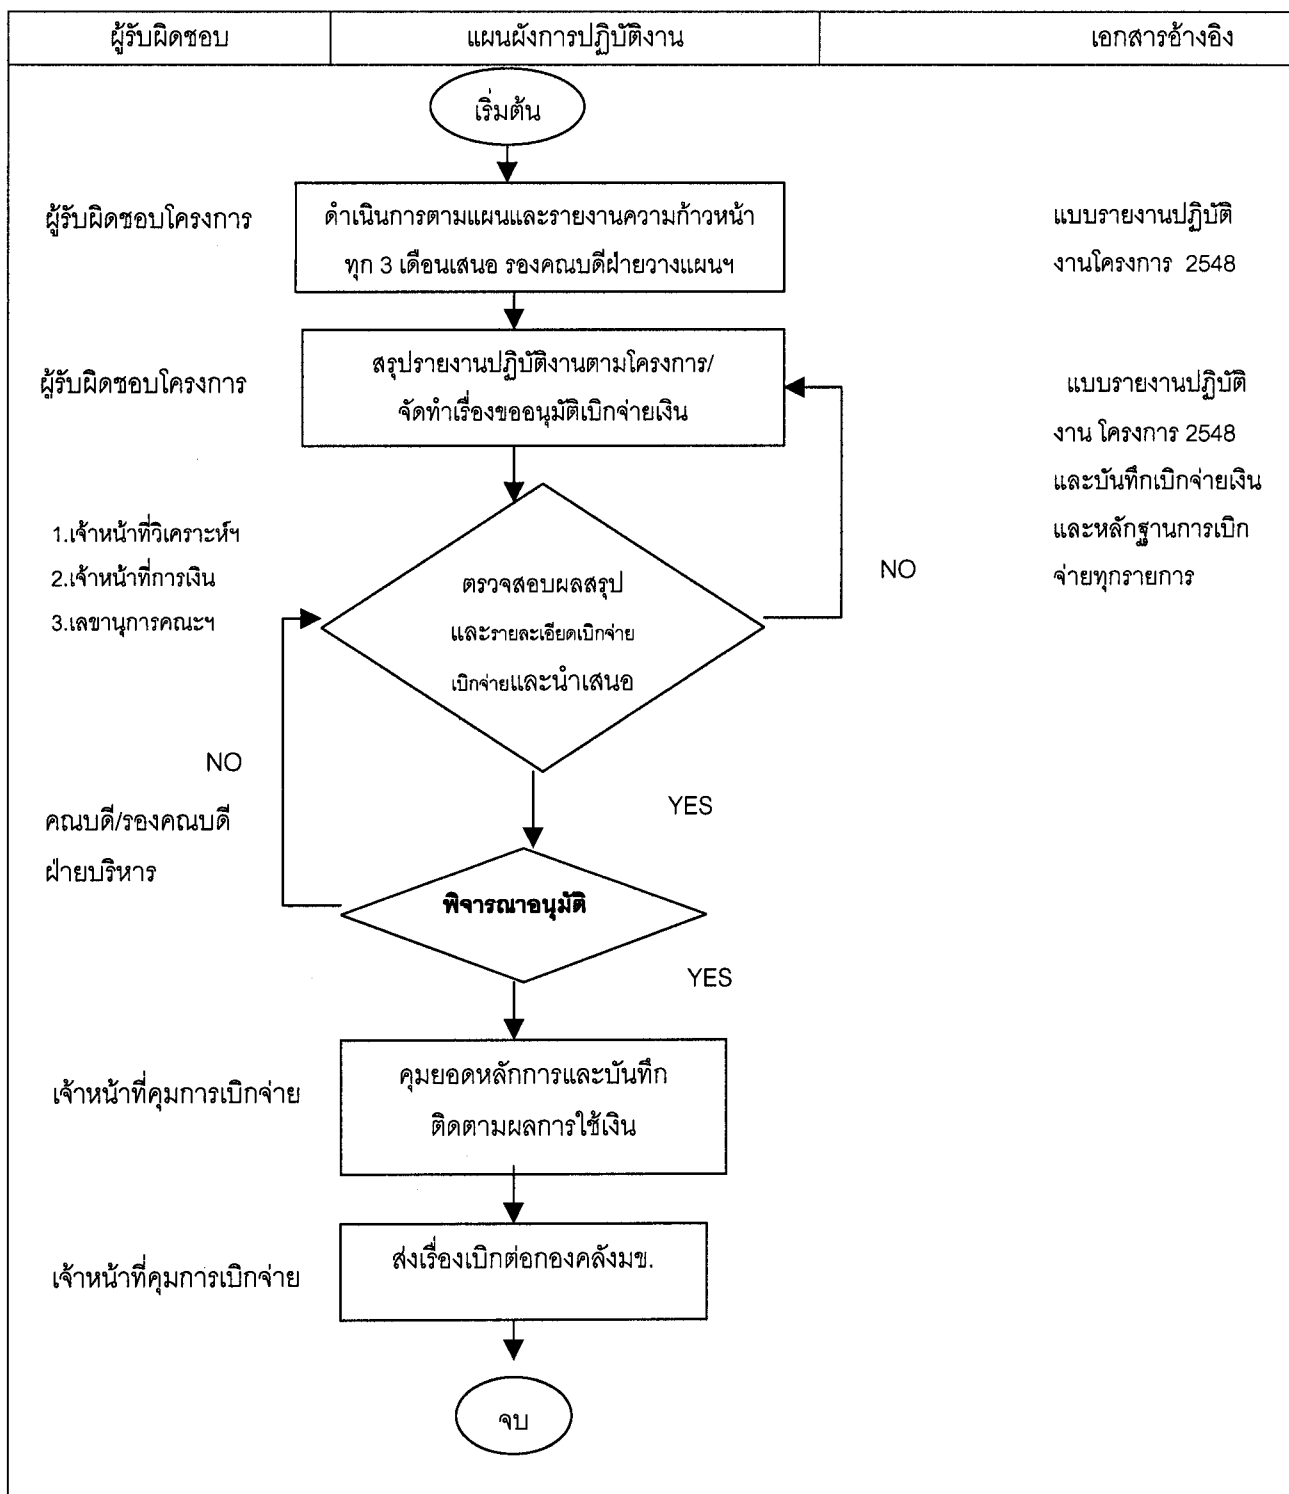 ผู้รับผิดชอบ
แผนผังการปฏิบัติงาน
เอกสารอ้างอิง
เริ่มต้น
ผู้รับผิดชอบโครงการ
ดำเนินการตามแผนและรายงานความก้าวหน้า
ทุก 3 เดือนเสนอ รองคณบดีฝ่ายวางแผนฯ
แบบรายงานปฏิบัติ
งานโครงการ 2548
ผู้รับผิดชอบโครงการ
สรุปรายงานปฏิบัติงานตามโครงการ/
จัดทำเรื่องขออนุมัติเบิกจ่ายเงิน
แบบรายงานปฏิบัติ
งาน โครงการ 2548
และบันทึกเบิกจ่ายเงิน
และหลักฐานการเบิก
จ่ายทุกรายการ
1.เจ้าหน้าที่วิเคราะห์ฯ
2.เจ้าหน้าที่การเงิน
3.เลขานุการคณะฯ
ตรวจสอบผลสรุป
และรายละเอียดเบิกจ่าย
เบิกจ่ายและนำเสนอ
NO
NO
YES
คณบดี/รองคณบดี
ฝ่ายบริหาร
พิจารณาอนุมัติ
YES
เจ้าหน้าที่คุมการเบิกจ่าย
คุมยอดหลักการและบันทึก
ติดตามผลการใช้เงิน
เจ้าหน้าที่คุมการเบิกจ่าย
ส่งเรื่องเบิกต่อกองคลังมข.
จบ